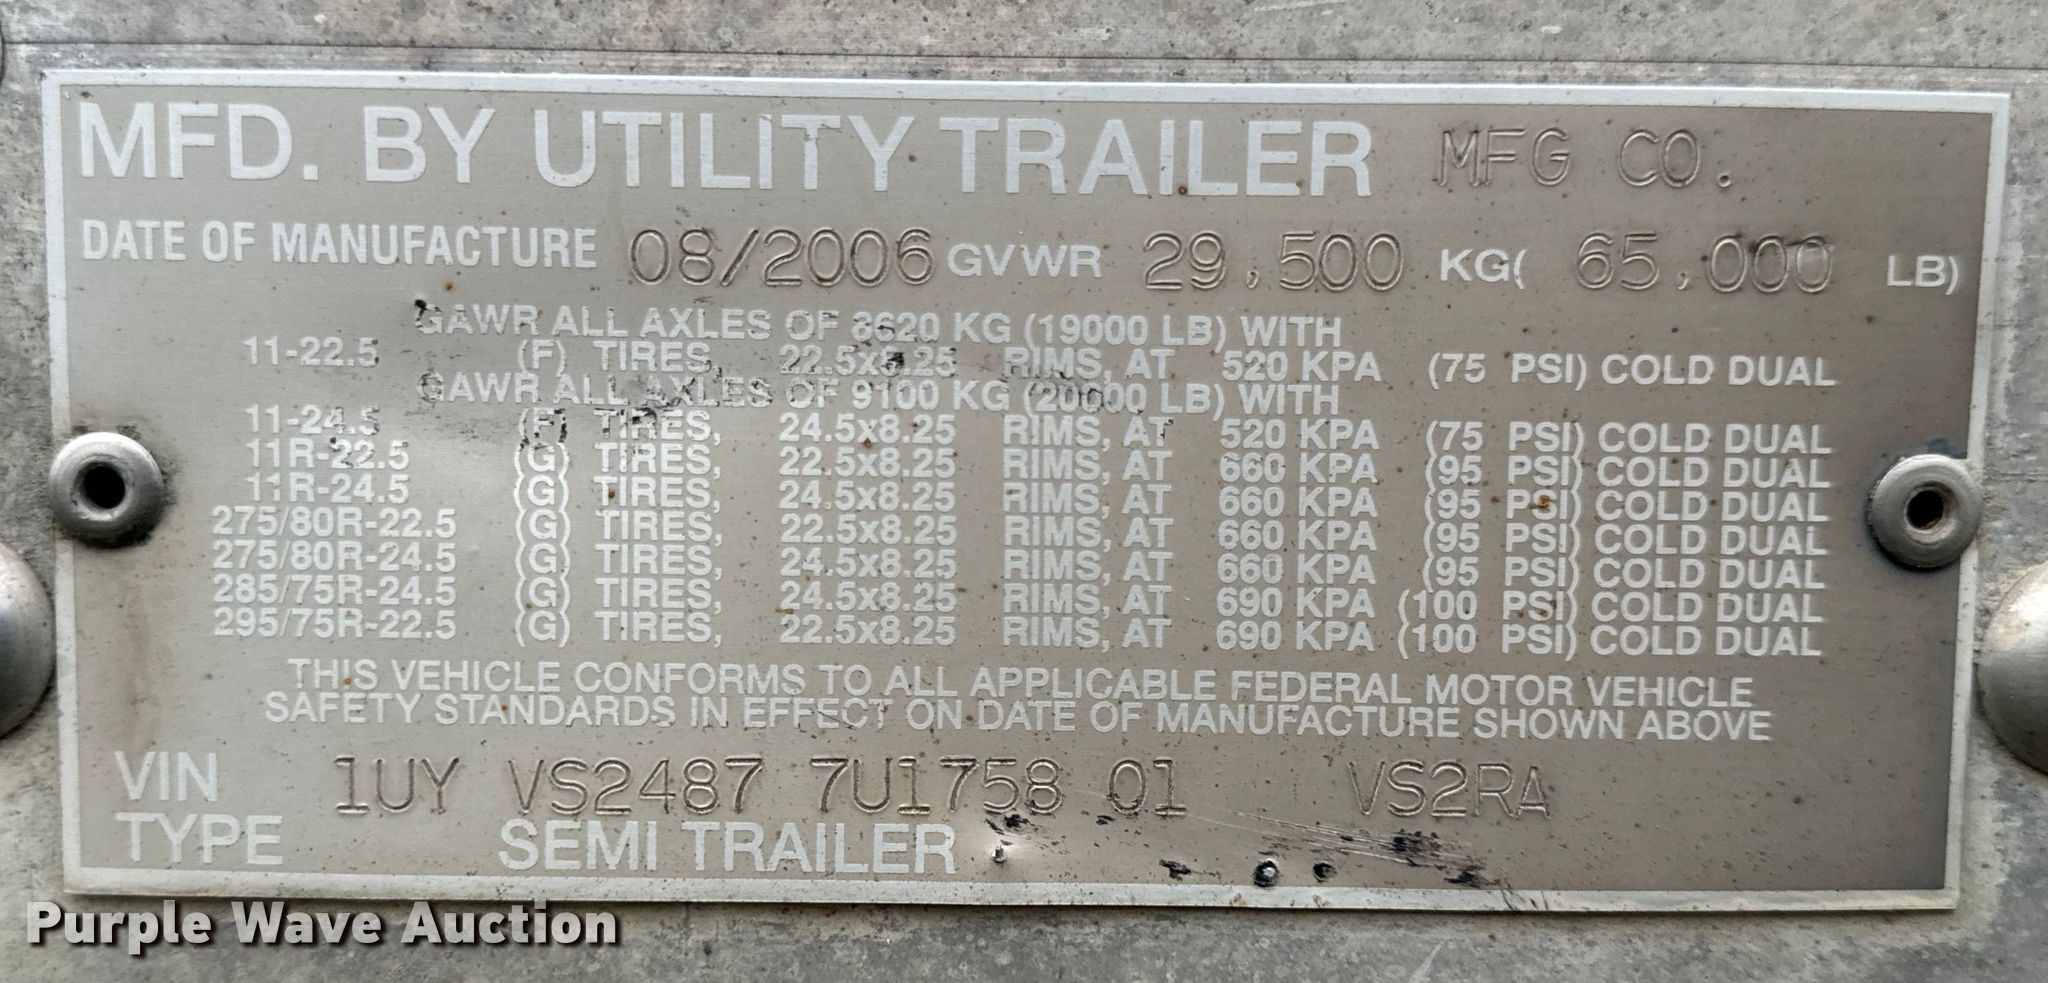 MFD. BY UTILITY TRAILER MFG CO.
DATE OF MANUFACTURE 08/2006 GVWR 29,500 KG( 65,000 LB)
GAWR ALL AXLES OF 8620 KG (19000 LB) WITH
11-22.5 (F) TIRES, 22.5x8.25 RIMS, AT 520 KPA (75 PSI) COLD DUAL
GAWR ALL AXLES OF 9100 KG (20000 LB) WITH
11-24.5 (F) TIRES, 24.5x8.25 RIMS, AT 520 KPA (75 PSI) COLD DUAL
11R-22.5 (G) TIRES, 22.5x8.25 RIMS, AT 660 KPA (95 PSI) COLD DUAL
11R-24.5 (G) TIRES, 24.5x8.25 RIMS, AT 660 KPA (95 PSI) COLD DUAL
275/80R-22.5 (G) TIRES, 22.5x8.25 RIMS, AT 660 KPA (95 PSI) COLD DUAL
275/80R-24.5 (G) TIRES, 24.5x8.25 RIMS, AT 660 KPA (95 PSI) COLD DUAL
285/75R-24.5 (G) TIRES, 24.5x8.25 RIMS, AT 690 KPA (100 PSI) COLD DUAL
295/75R-22.5 (G) TIRES, 22.5x8.25 RIMS, AT 690 KPA (100 PSI) COLD DUAL
THIS VEHICLE CONFORMS TO ALL APPLICABLE FEDERAL MOTOR VEHICLE
SAFETY STANDARDS IN EFFECT ON DATE OF MANUFACTURE SHOWN ABOVE
VIN 1UY VS2487 7U1758 01 VS2RA
TYPE SEMI TRAILER
Purple Wave Auction